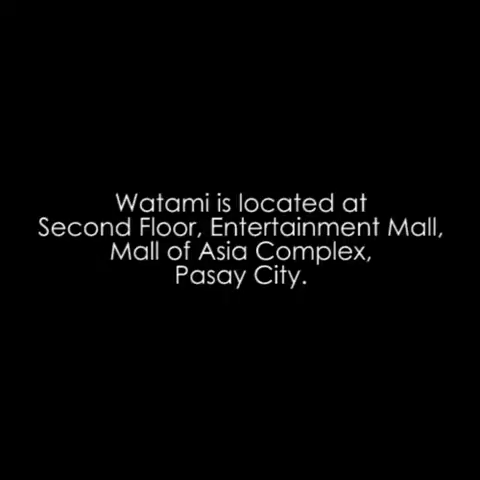 Watami is located at
Second Floor, Entertainment Mall,
Mall of Asia Complex,
Pasay City.